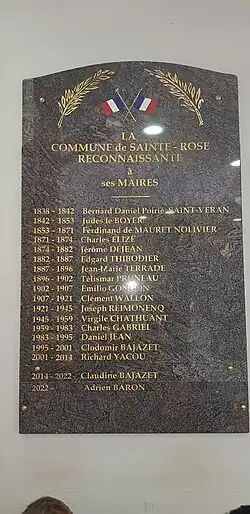 LA
COMMUNE de SAINTE - ROSE
RECONNAISSANTE
à
ses MAIRES
1838 - 1842 Bernard Daniel Poirié SAINT-VERAN
1842 - 1853 Judes le BOYER
1853 - 1871 Ferdinand de MAURET NOLIVIER
1871 - 1874 Charles ELIZÉ
1874 - 1882 Jérôme DEJEAN
1882 - 1887 Edgard THIBODIER
1887 - 1896 Jean-Marie TERRADE
1896 - 1902 Télismar PRUNEAU
1902 - 1907 Emilio
1907 - 1921 Clément WALLON
1921 - 1945 Joseph REIMONENQ
1945 - 1959 Virgile CHATHUANT
1959 - 1983 Charles GABRIEL
1983 - 1995 Daniel JEAN
1995 - 2001 Clodomir BAJAZET
2001 - 2014 Richard YACOU
2014 - 2022 Claudine BAJAZET
2022 - Adrien BARON